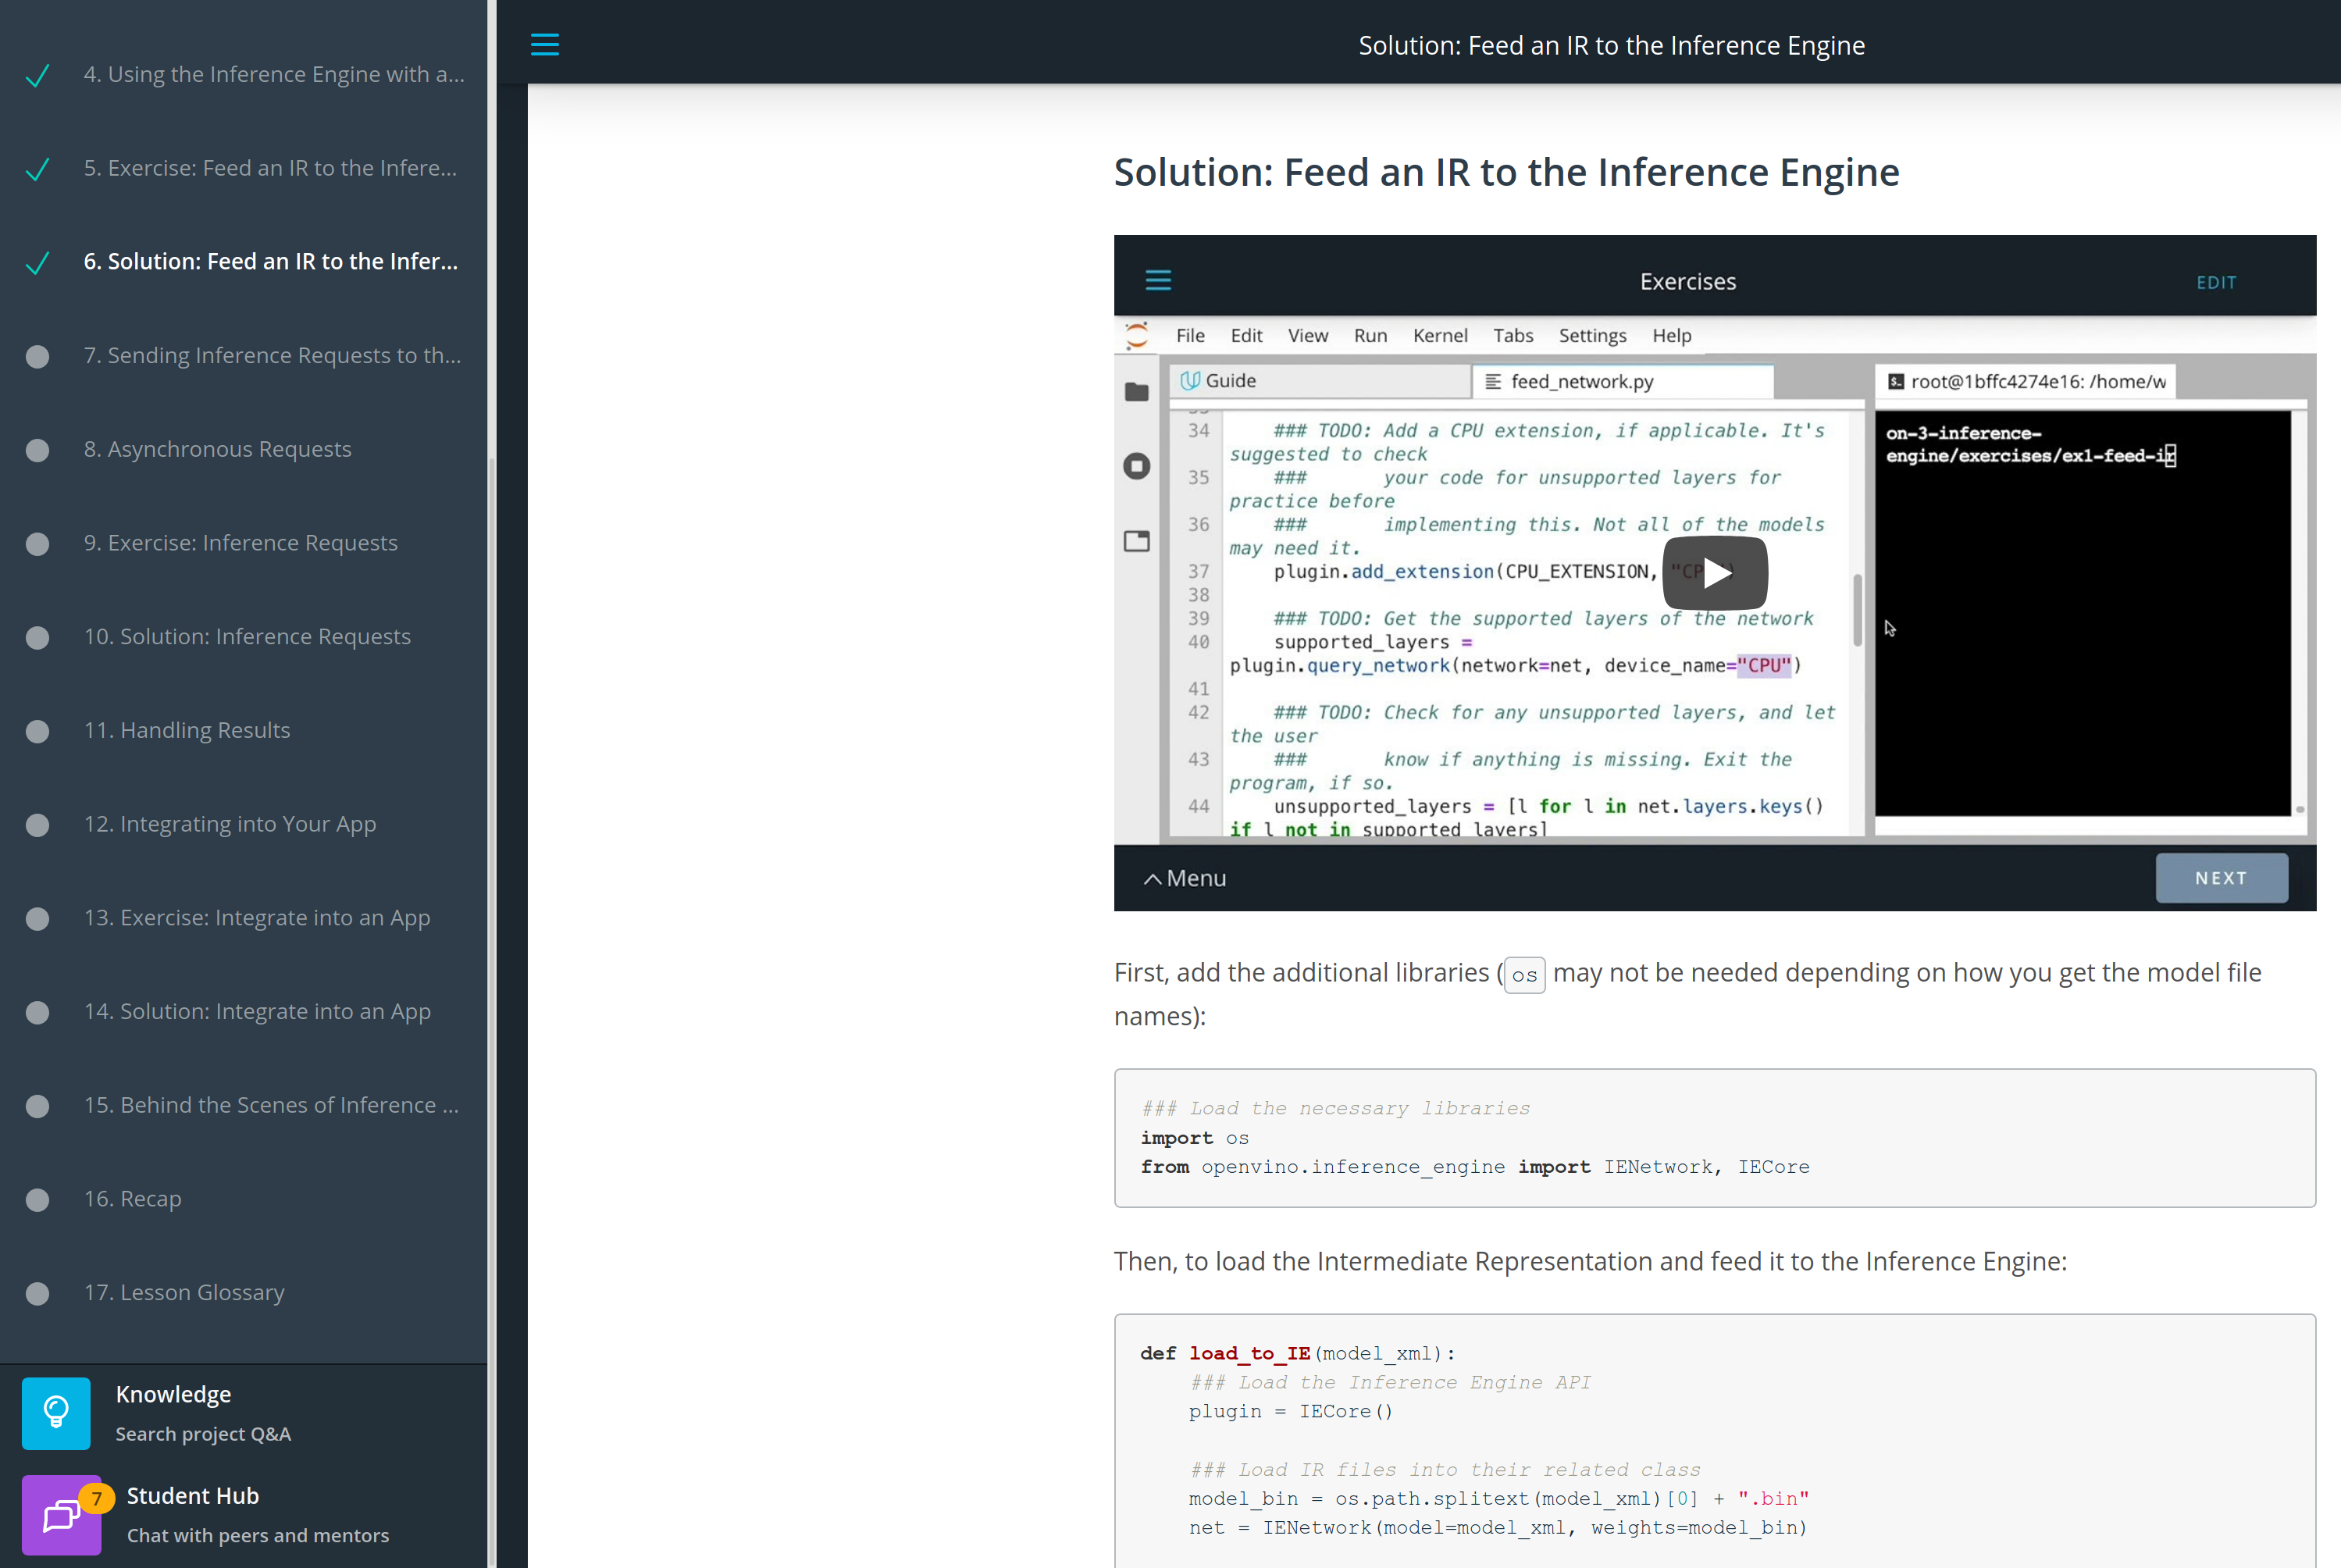 4. Using the Inference Engine with a...
5. Exercise: Feed an IR to the Infere...
6. Solution: Feed an IR to the Infer...
7. Sending Inference Requests to th...
8. Asynchronous Requests
9. Exercise: Inference Requests
10. Solution: Inference Requests
11. Handling Results
12. Integrating into Your App
13. Exercise: Integrate into an App
14. Solution: Integrate into an App
15. Behind the Scenes of Inference ...
16. Recap
17. Lesson Glossary
Knowledge
Search project Q&A
7
Student Hub
Chat with peers and mentors
Solution: Feed an IR to the Inference Engine
Solution: Feed an IR to the Inference Engine
Exercises
EDIT
File Edit View Run Kernel Tabs Settings Help
Guide
feed_network.py
34 ### TODO: Add a CPU extension, if applicable. It's
suggested to check
35 ### your code for unsupported layers for
practice before
36 ### implementing this. Not all of the models
may need it.
37 plugin.add_extension(CPU_EXTENSION,
38
39 ### TODO: Get the supported layers of the network
40 supported_layers =
plugin.query_network(network=net, device_name="CPU")
41
42 ### TODO: Check for any unsupported layers, and let
the user
43 ### know if anything is missing. Exit the
program, if so.
44 unsupported_layers = [l for l in net.layers.keys()
if l not in supported_layers]
root@1bffc4274e16: /home/w
on-3-inference-
engine/exercises/ex1-feed-ir
Menu
NEXT
First, add the additional libraries (os may not be needed depending on how you get the model file
names):
### Load the necessary libraries
import os
from openvino.inference_engine import IENetwork, IECore
Then, to load the Intermediate Representation and feed it to the Inference Engine:
def load_to_IE(model_xml):
### Load the Inference Engine API
plugin = IECore()
### Load IR files into their related class
model_bin = os.path.splitext(model_xml)[0] + ".bin"
net = IENetwork(model=model_xml, weights=model_bin)